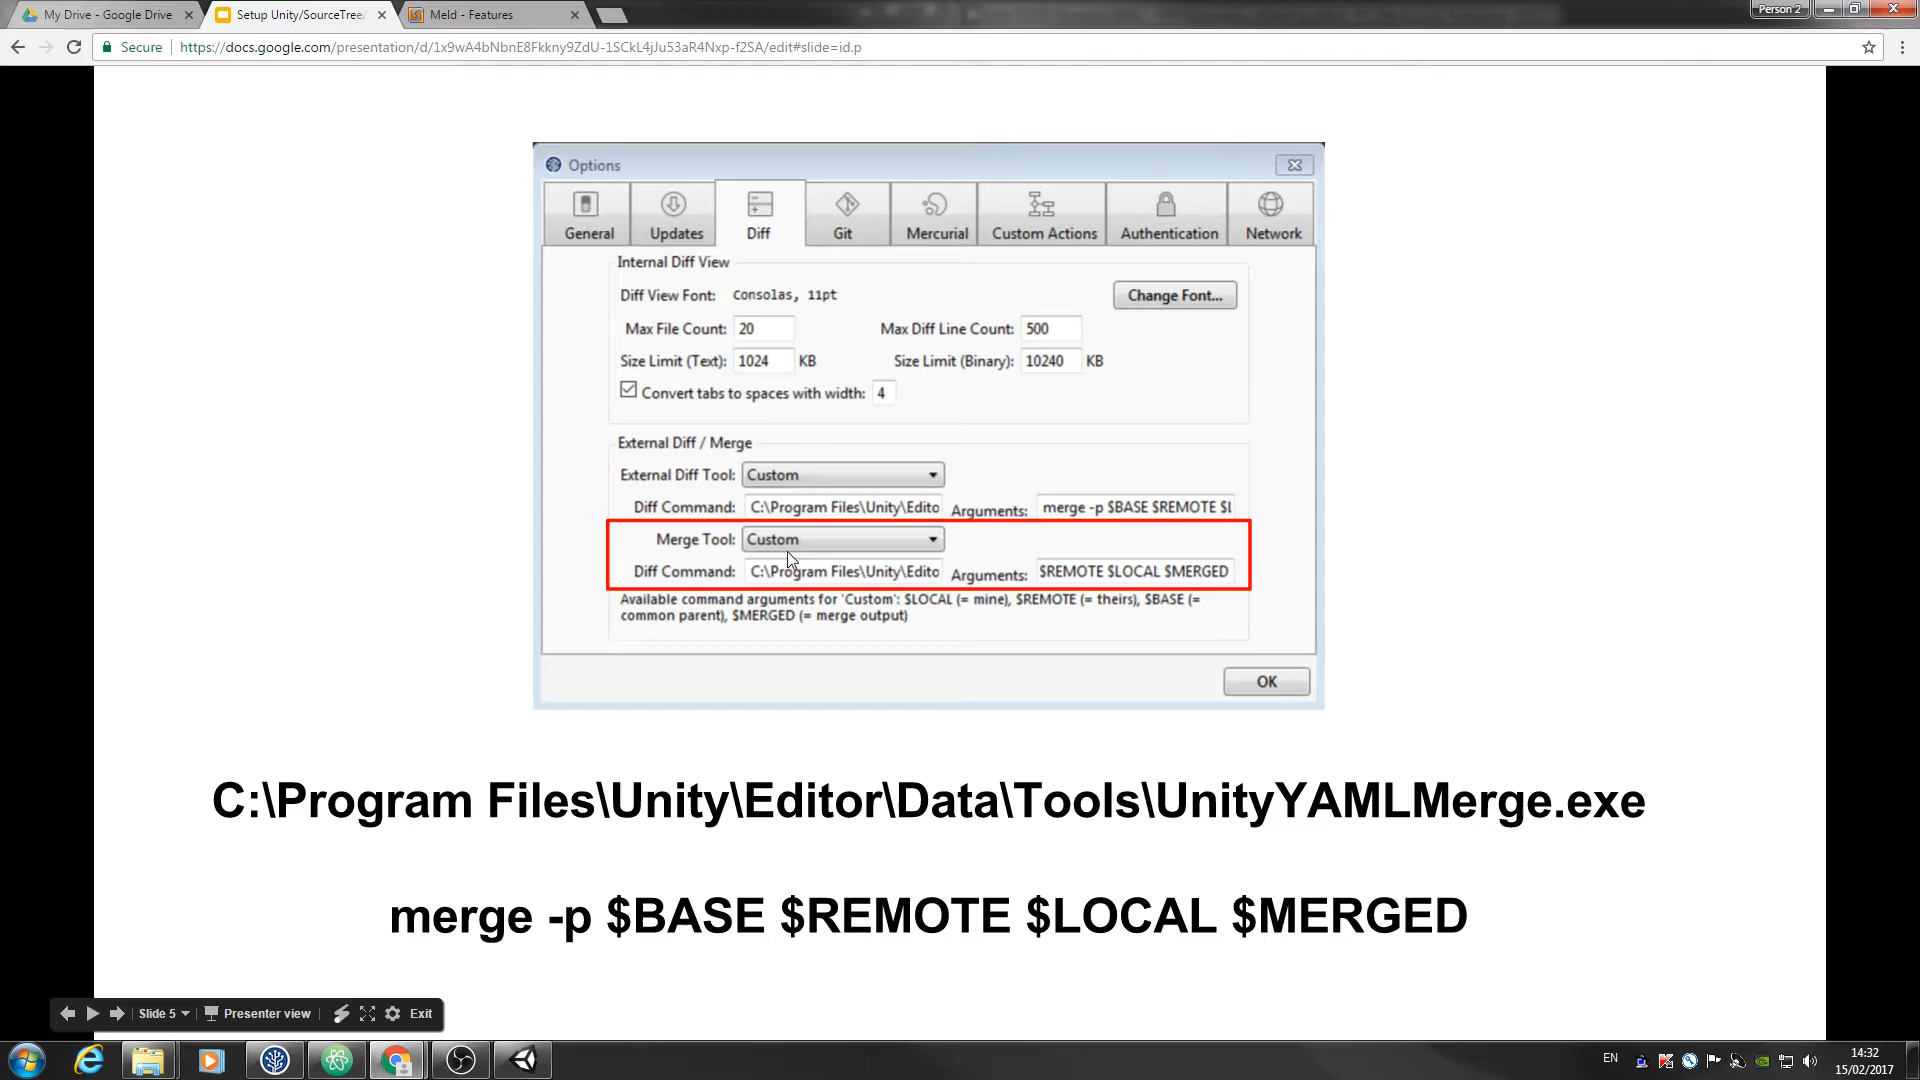 My Drive - Google Drive
Setup Unity/SourceTree/
Meld - Features
Person 2
Secure
https://docs.google.com/presentation/d/1x9wA4bNbnE8Fkkny9ZdU-1SCkL4jJu53aR4Nxp-f2SA/edit#slide=id.p
Options
General Updates Diff Git Mercurial Custom Actions Authentication Network
Internal Diff View
Diff View Font: Consolas, 11pt Change Font...
Max File Count: 20 Max Diff Line Count: 500
Size Limit (Text): 1024 KB Size Limit (Binary): 10240 KB
Convert tabs to spaces with width: 4
External Diff / Merge
External Diff Tool: Custom
Diff Command: C:\Program Files\Unity\Edito Arguments: merge -p $BASE $REMOTE $L
Merge Tool: Custom
Diff Command: C:\Program Files\Unity\Edito Arguments: $REMOTE $LOCAL $MERGED
Available command arguments for 'Custom': $LOCAL (= mine), $REMOTE (= theirs), $BASE (=
common parent), $MERGED (= merge output)
OK
C:\Program Files\Unity\Editor\Data\Tools\UnityYAMLMerge.exe
merge -p $BASE $REMOTE $LOCAL $MERGED
Slide 5 Presenter view Exit
EN
14:32
15/02/2017